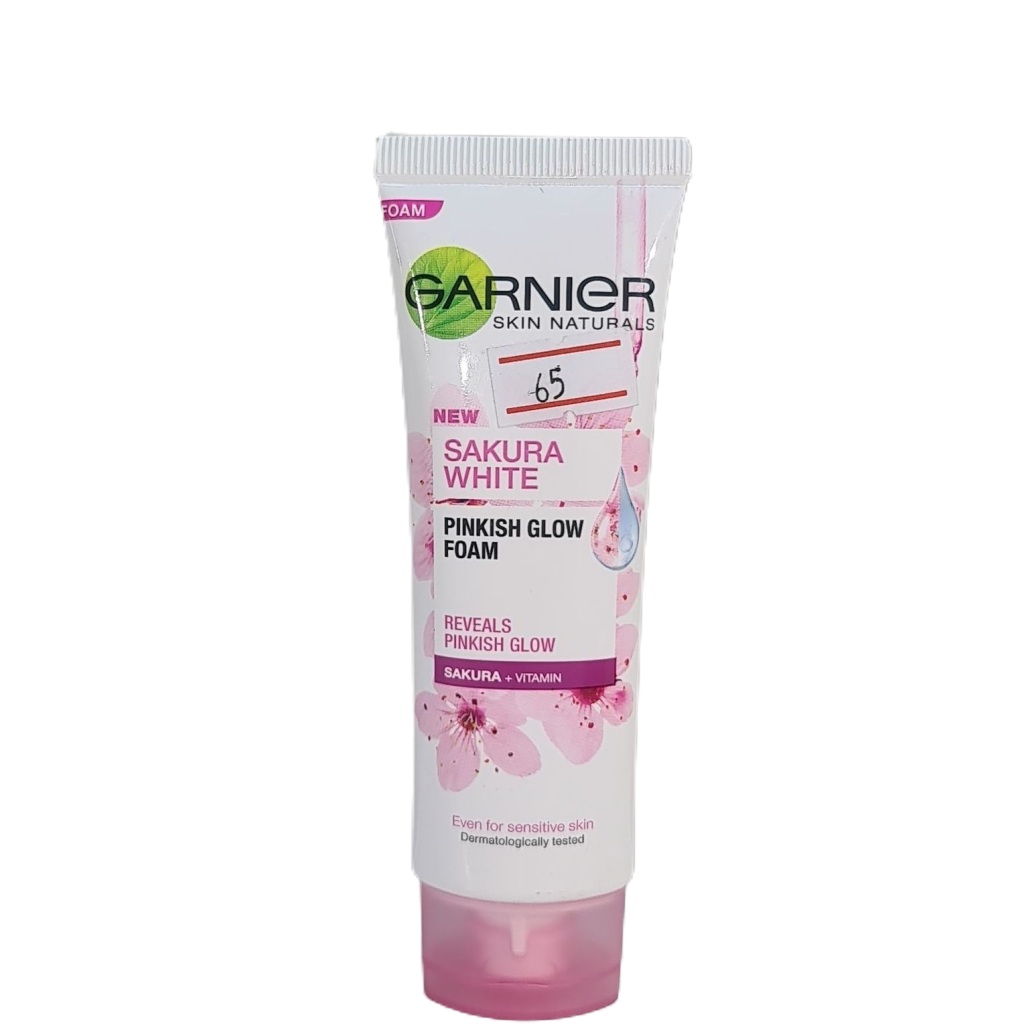 FOAM
GARNIER
SKIN NATURALS
65
NEW
SAKURA
WHITE
PINKISH GLOW
FOAM
REVEALS
PINKISH GLOW
SAKURA + VITAMIN
Even for sensitive skin
Dermatologically tested